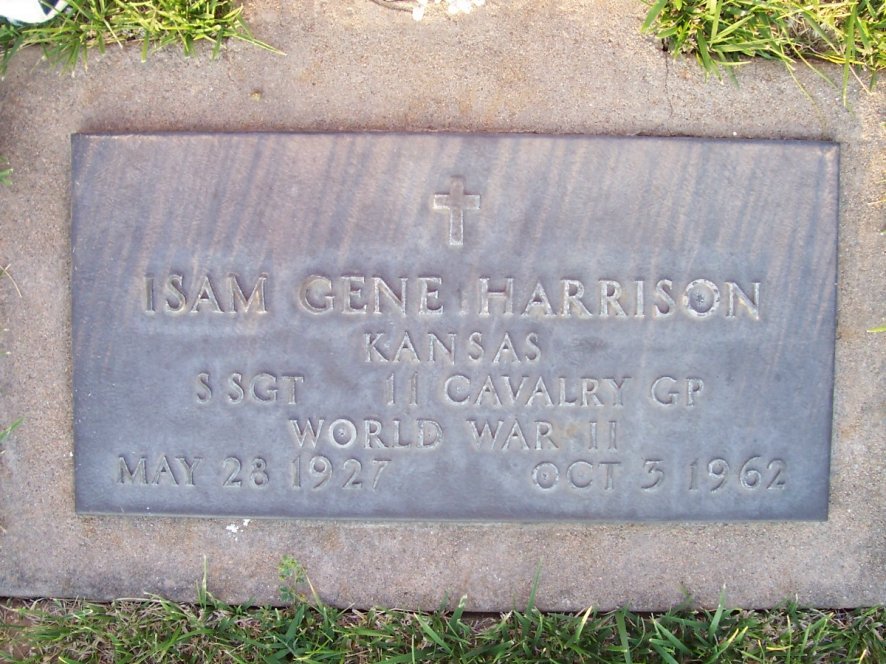 ISAM GENE HARRISON
KANSAS
S SGT 11 CAVALRY GP
WORLD WAR II
MAY 28 1927 OCT 3 1962